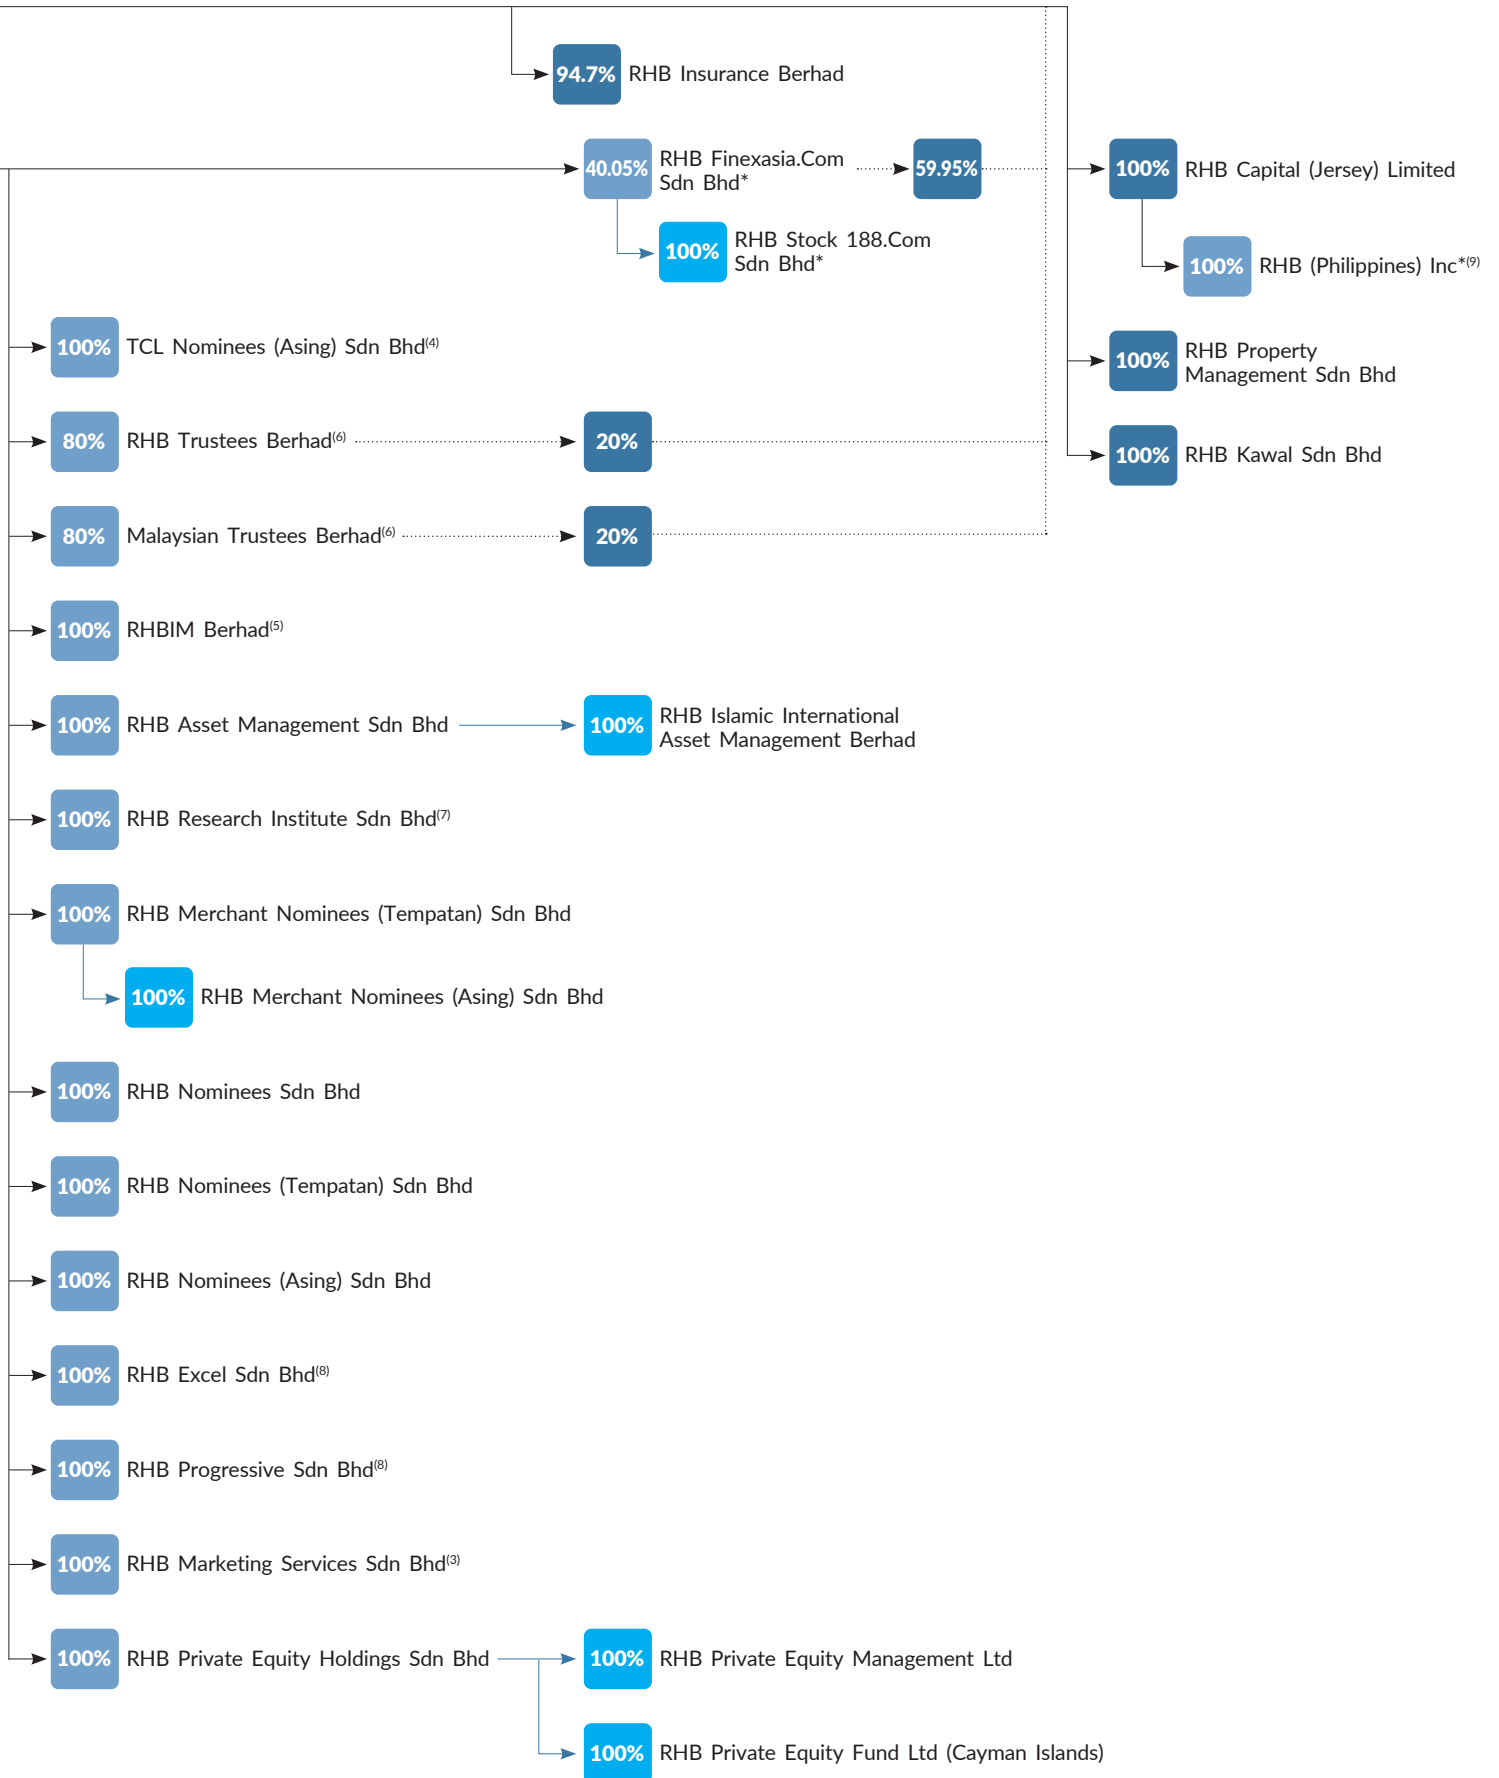 94.7% RHB Insurance Berhad
40.05% RHB Finexasia.Com
Sdn Bhd*
59.95%
100% RHB Stock 188.Com
Sdn Bhd*
100% RHB Capital (Jersey) Limited
100% RHB (Philippines) Inc*(9)
100% RHB Property
Management Sdn Bhd
100% RHB Kawal Sdn Bhd
100% TCL Nominees (Asing) Sdn Bhd(4)
80% RHB Trustees Berhad(6) 20%
80% Malaysian Trustees Berhad(6) 20%
100% RHBIM Berhad(5)
100% RHB Asset Management Sdn Bhd
100% RHB Islamic International
Asset Management Berhad
100% RHB Research Institute Sdn Bhd(7)
100% RHB Merchant Nominees (Tempatan) Sdn Bhd
100% RHB Merchant Nominees (Asing) Sdn Bhd
100% RHB Nominees Sdn Bhd
100% RHB Nominees (Tempatan) Sdn Bhd
100% RHB Nominees (Asing) Sdn Bhd
100% RHB Excel Sdn Bhd(8)
100% RHB Progressive Sdn Bhd(8)
100% RHB Marketing Services Sdn Bhd(3)
100% RHB Private Equity Holdings Sdn Bhd
100% RHB Private Equity Management Ltd
100% RHB Private Equity Fund Ltd (Cayman Islands)